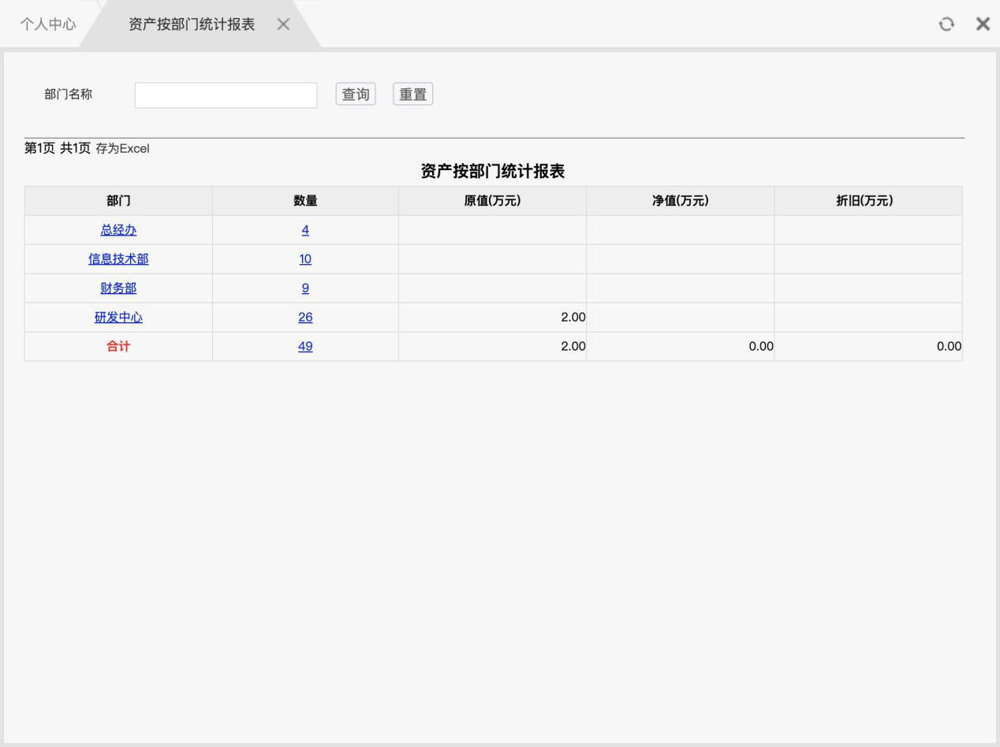 个人中心 资产按部门统计报表
部门名称 查询 重置
第1页 共1页 存为Excel
资产按部门统计报表
部门 数量 原值(万元) 净值(万元) 折旧(万元)
总经办 4
信息技术部 10
财务部 9
研发中心 26 2.00
合计 49 2.00 0.00 0.00